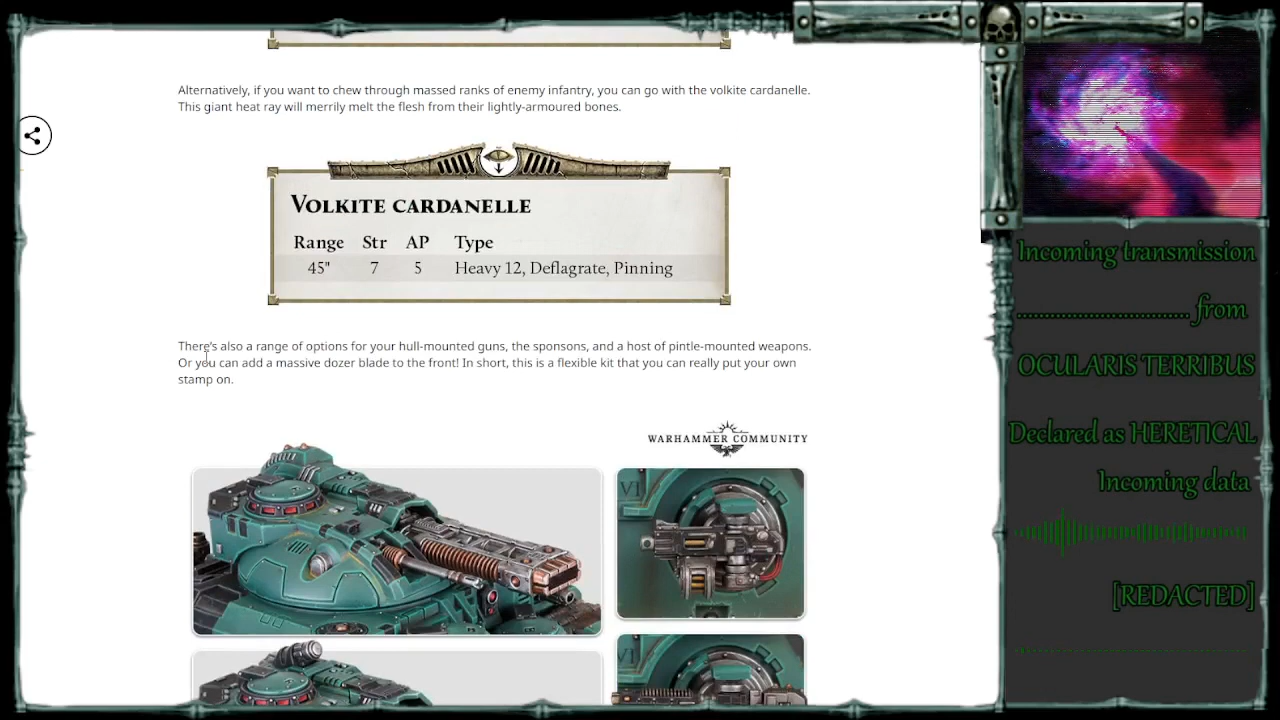 Alternatively, if you want to chew through massed ranks of enemy infantry, you can go with the volkite cardanelle.
This giant heat ray will merrily melt the flesh from their lightly-armoured bones.
VOLKITE CARDANELLE
Range Str AP Type
45" 7 5 Heavy 12, Deflagrate, Pinning
There's also a range of options for your hull-mounted guns, the sponsons, and a host of pintle-mounted weapons.
Or you can add a massive dozer blade to the front! In short, this is a flexible kit that you can really put your own
stamp on.
WARHAMMER COMMUNITY
VI
VI
Incoming transmission
............................... from
OCULARIS TERRIBUS
Declared as HERETICAL
Incoming data
[REDACTED]